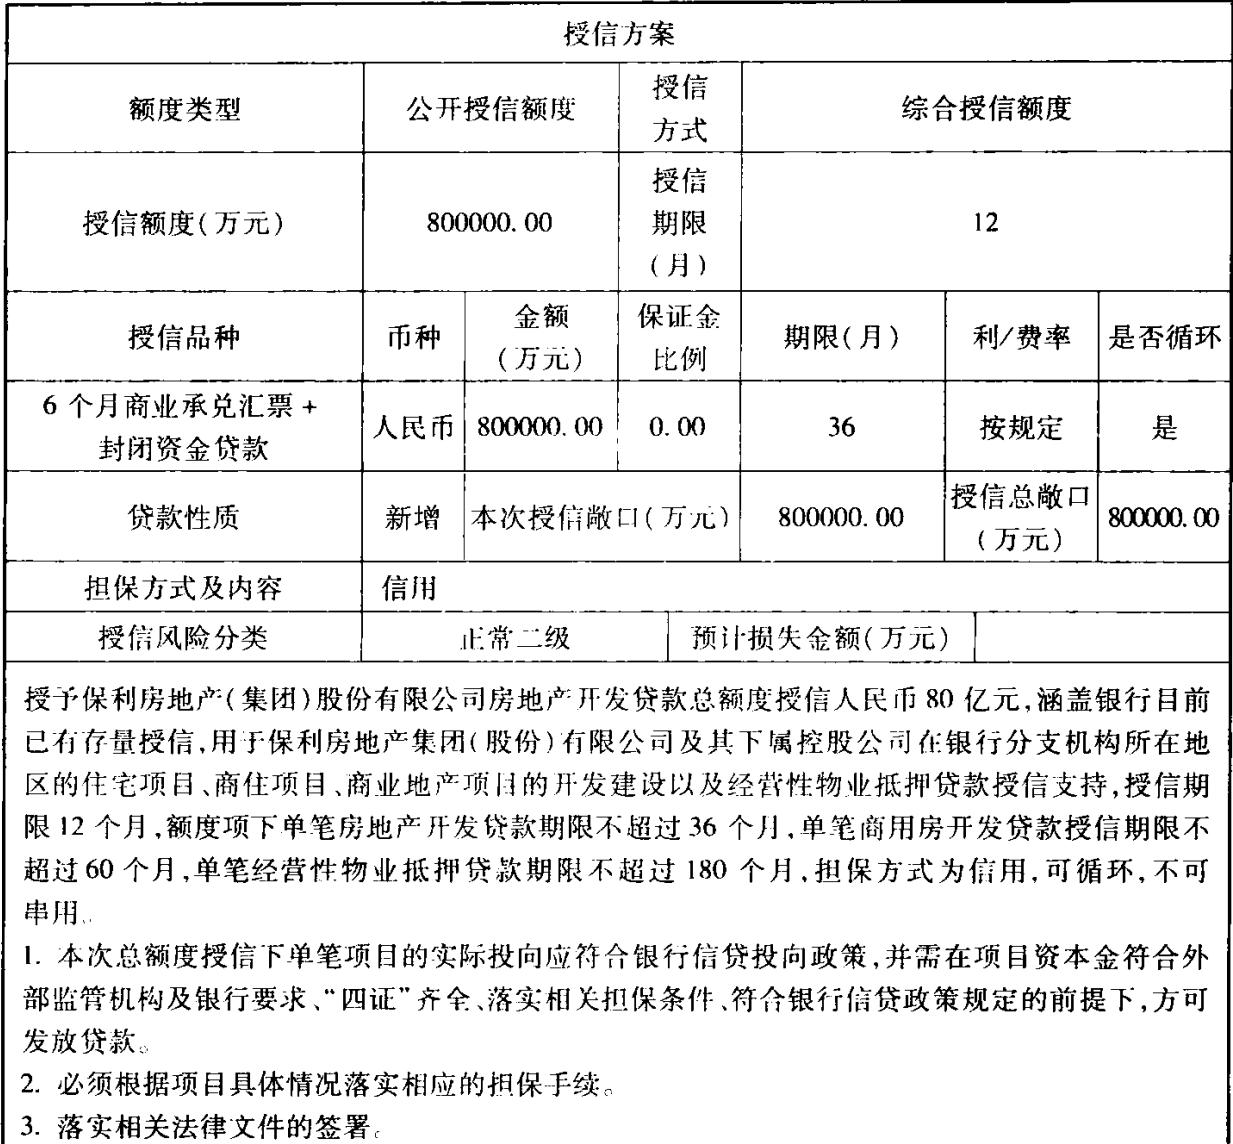 授信方案
额度类型 公开授信额度 授信方式 综合授信额度
授信额度(万元) 800000.00 授信期限(月) 12
授信品种 币种 金额(万元) 保证金比例 期限(月) 利/费率 是否循环
6 个月商业承兑汇票 + 封闭资金贷款 人民币 800000.00 0.00 36 按规定 是
贷款性质 新增 本次授信敞口(万元) 800000.00 授信总敞口(万元) 800000.00
担保方式及内容 信用
授信风险分类 正常二级 预计损失金额(万元)
授予保利房地产(集团)股份有限公司房地产开发贷款总额度授信人民币 80 亿元,涵盖银行目前
已有存量授信,用于保利房地产集团(股份)有限公司及其下属控股公司在银行分支机构所在地
区的住宅项目、商住项目、商业地产项目的开发建设以及经营性物业抵押贷款授信支持,授信期
限 12 个月,额度项下单笔房地产开发贷款期限不超过 36 个月,单笔商用房开发贷款授信期限不
超过 60 个月,单笔经营性物业抵押贷款期限不超过 180 个月,担保方式为信用,可循环,不可
串用。
1. 本次总额度授信下单笔项目的实际投向应符合银行信贷投向政策,并需在项目资本金符合外
部监管机构及银行要求、“四证”齐全、落实相关担保条件、符合银行信贷政策规定的前提下,方可
发放贷款。
2. 必须根据项目具体情况落实相应的担保手续。
3. 落实相关法律文件的签署。